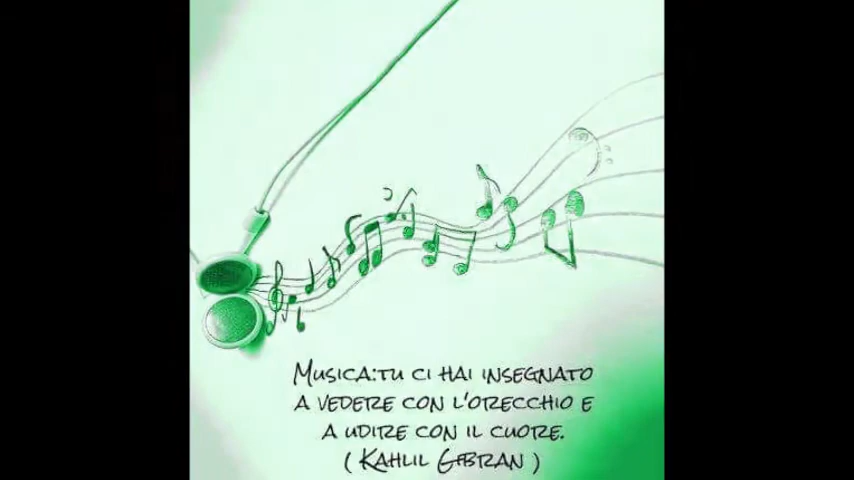 Musica:tu ci hai insegnato
a vedere con l'orecchio e
a udire con il cuore.
( Kahlil Gibran )